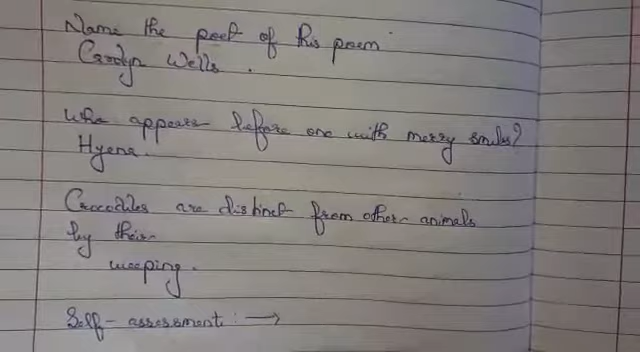 Name the poet of this poem
Carolyn Wells.
Who appears before one with merry smiles?
Hyena.
Crocodiles are distinct from other animals
by their
weeping.
Self-assessment: →